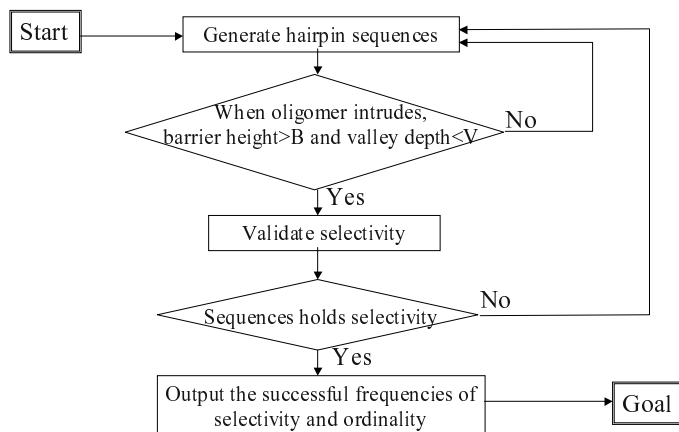 Start
Generate hairpin sequences
When oligomer intrudes,
barrier height>B and valley depth<V
No
Yes
Validate selectivity
Sequences holds selectivity
No
Yes
Output the successful frequencies of
selectivity and ordinality
Goal